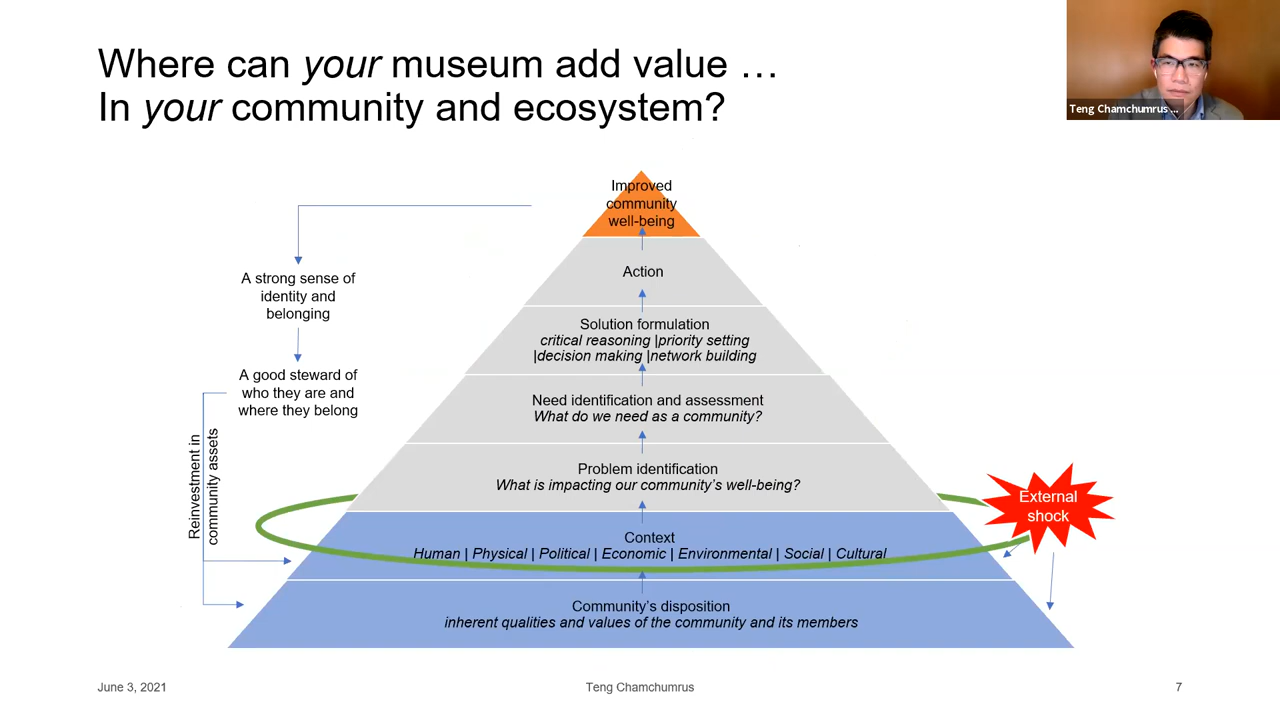 Where can your museum add value …
In your community and ecosystem?
Teng Chamchumrus ...
Improved
community
well-being
Action
Solution formulation
critical reasoning |priority setting
|decision making |network building
Need identification and assessment
What do we need as a community?
Problem identification
What is impacting our community's well-being?
Context
Human | Physical | Political | Economic | Environmental | Social | Cultural
Community's disposition
inherent qualities and values of the community and its members
A strong sense of
identity and
belonging
A good steward of
who they are and
where they belong
Reinvestment in
community assets
External
shock
June 3, 2021
Teng Chamchumrus
7